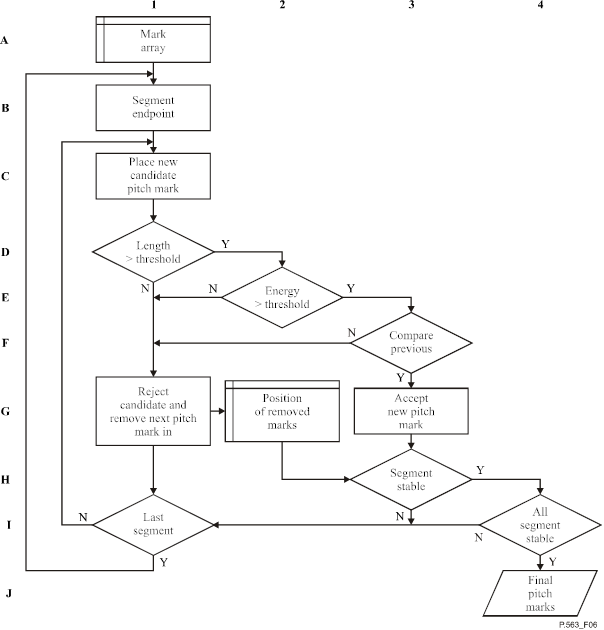 1 2 3 4
A
Mark
array
B
Segment
endpoint
C
Place new
candidate
pitch mark
D
Length
> threshold
Y
N
E
Energy
> threshold
N
Y
F
Compare
previous
N
Y
G
Reject
candidate and
remove next pitch
mark in
Position
of removed
marks
Accept
new pitch
mark
H
Segment
stable
Y
N
I
Last
segment
N
Y
All
segment
stable
N
Y
J
Final
pitch
marks
P.563_F06